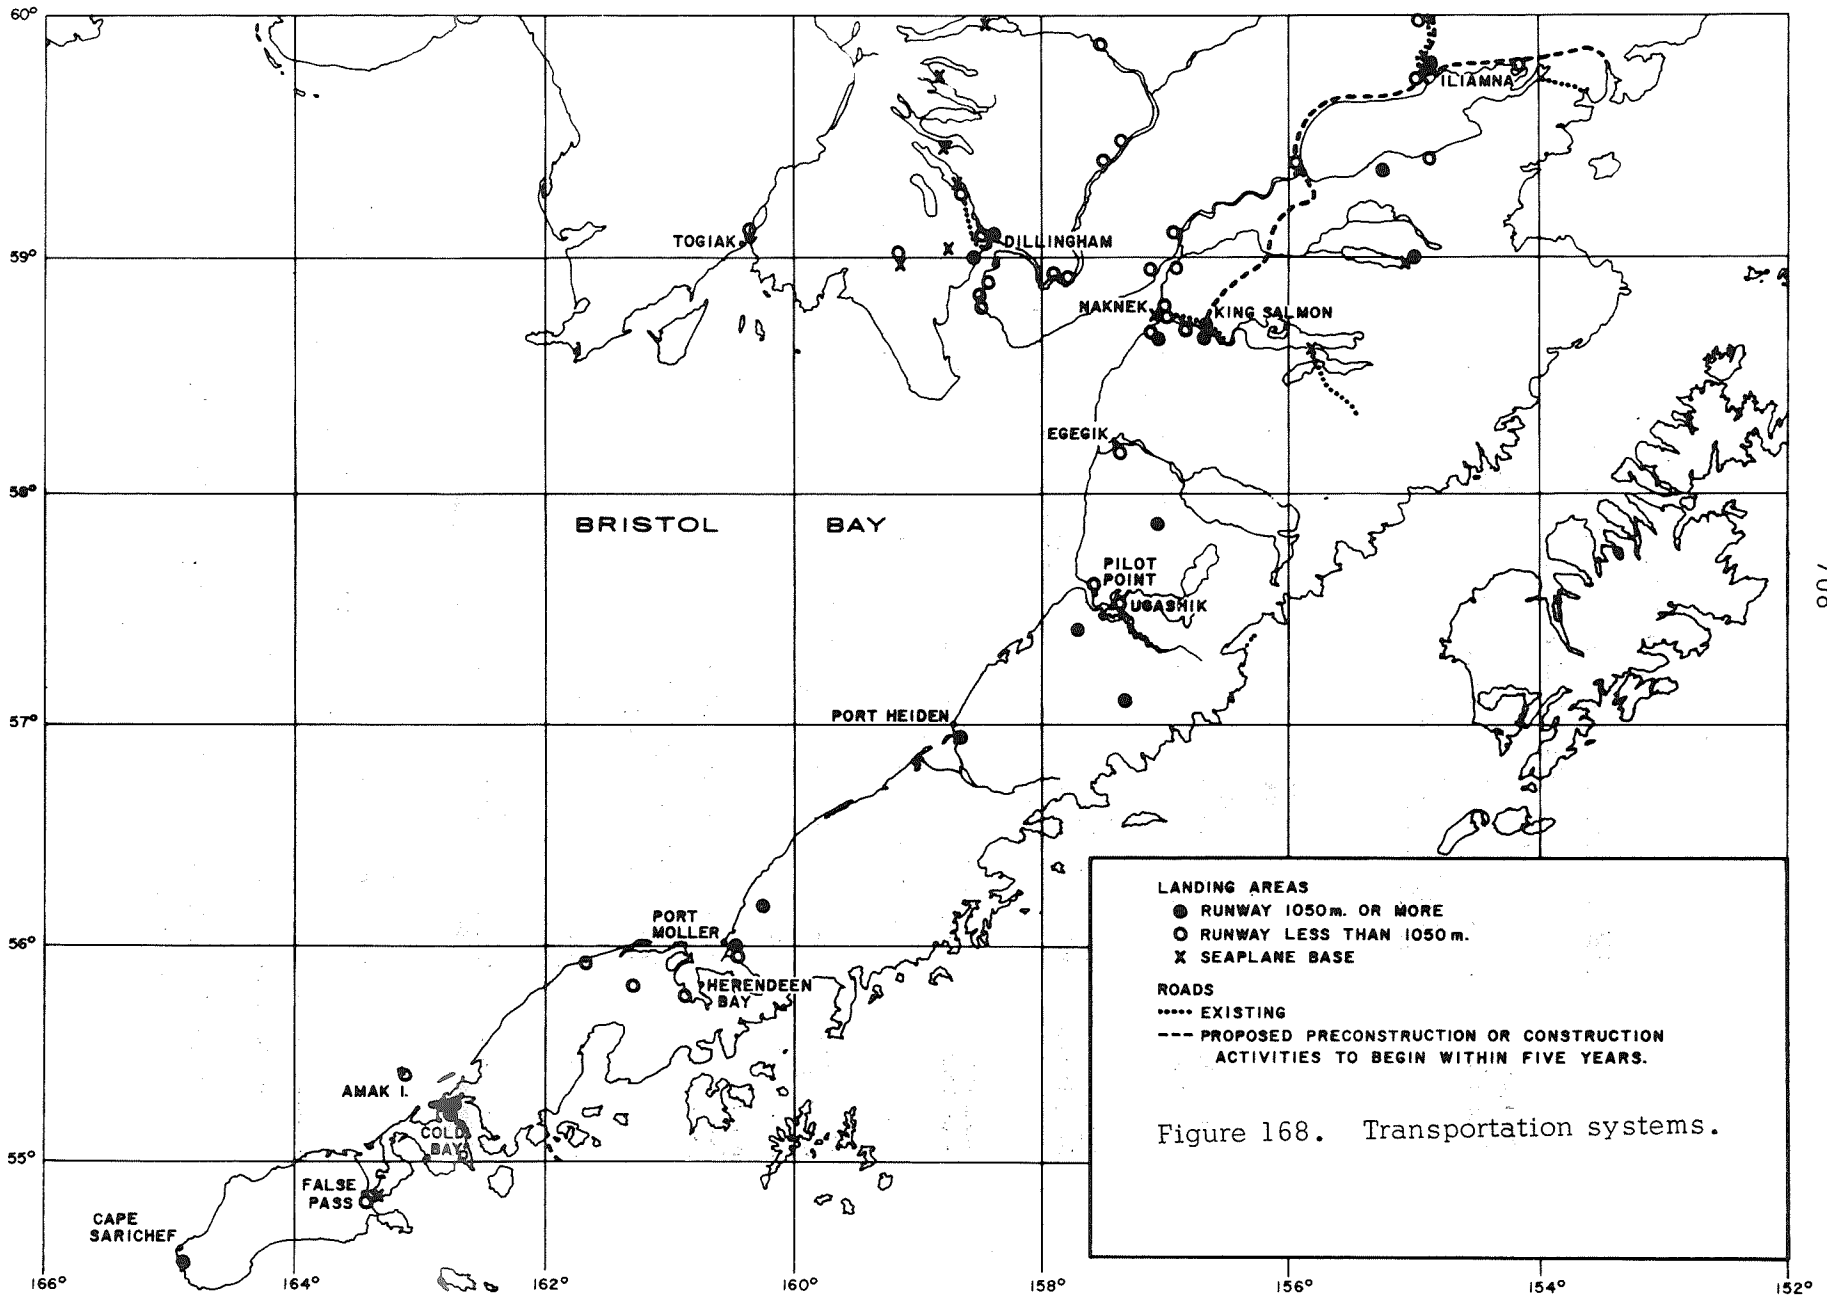 60°
ILIAMNA
TOGIAK
DILLINGHAM
59°
NAKNEK
KING SALMON
EGEGIK
58°
BRISTOL BAY
PILOT
POINT
UGASHIK
708
PORT HEIDEN
57°
PORT
MOLLER
56°
HERENDEEN
BAY
AMAK I.
COLD
BAY
55°
FALSE
PASS
CAPE
SARICHEF
LANDING AREAS
RUNWAY 1050 m. OR MORE
RUNWAY LESS THAN 1050 m.
X SEAPLANE BASE
ROADS
····· EXISTING
--- PROPOSED PRECONSTRUCTION OR CONSTRUCTION
ACTIVITIES TO BEGIN WITHIN FIVE YEARS.
Figure 168. Transportation systems.
166° 164° 162° 160° 158° 156° 154° 152°